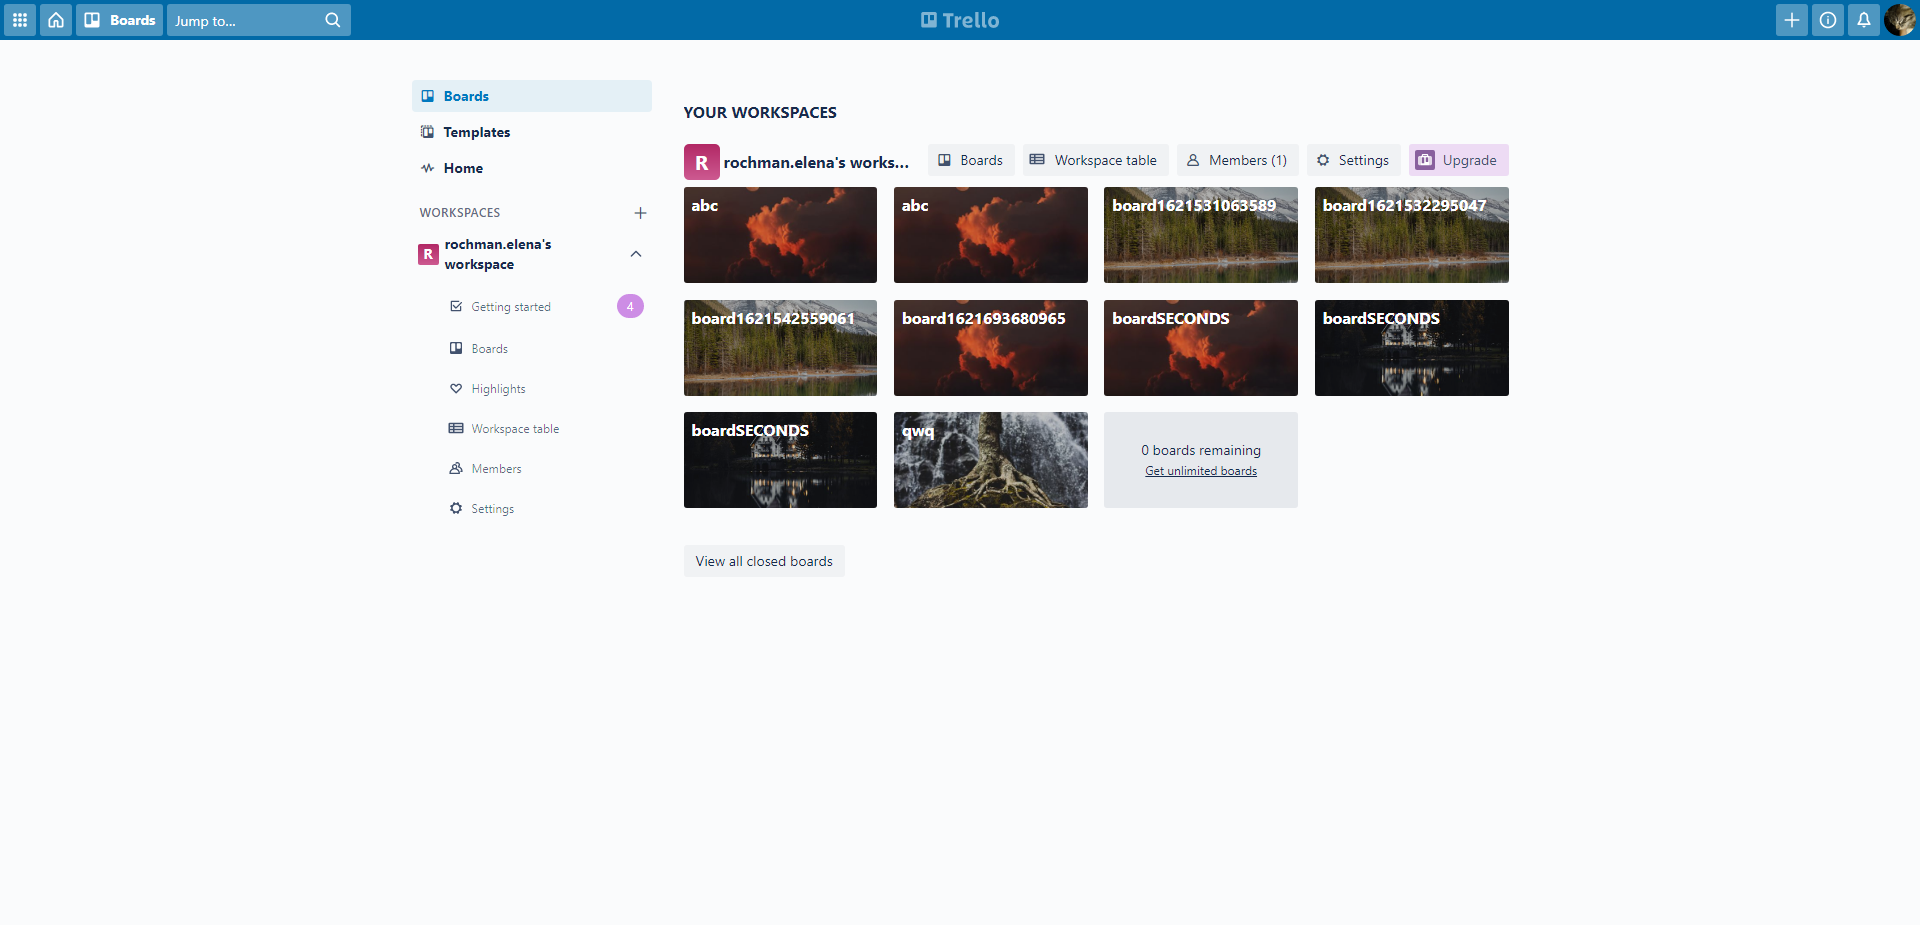 Boards
Jump to...
Trello
Boards
Templates
Home
WORKSPACES
R
rochman.elena's
workspace
Getting started
4
Boards
Highlights
Workspace table
Members
Settings
YOUR WORKSPACES
R
rochman.elena's works...
Boards
Workspace table
Members (1)
Settings
Upgrade
abc
abc
board1621531063589
board1621532295047
board1621542559061
board1621693680965
boardSECONDS
boardSECONDS
boardSECONDS
qwq
0 boards remaining
Get unlimited boards
View all closed boards